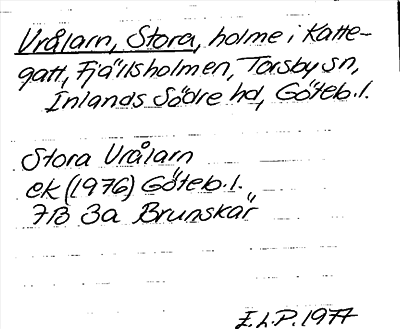 Vrålarn, Stora, holme i Katte-
gatt, Fjällsholmen, Torsby sn,
Inlands Södre hd, Göteb. l.
Stora Vrålarn
ek (1976) Göteb. l.
7B 3a Brunskär
E.L.P. 1977